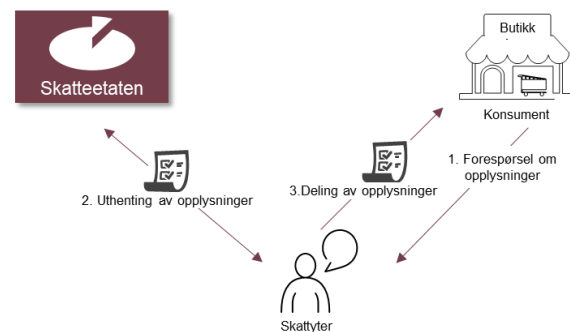 Butikk
Skatteetaten
Konsument
1. Forespørsel om
opplysninger
2. Uthenting av opplysninger
3.Deling av opplysninger
Skattyter